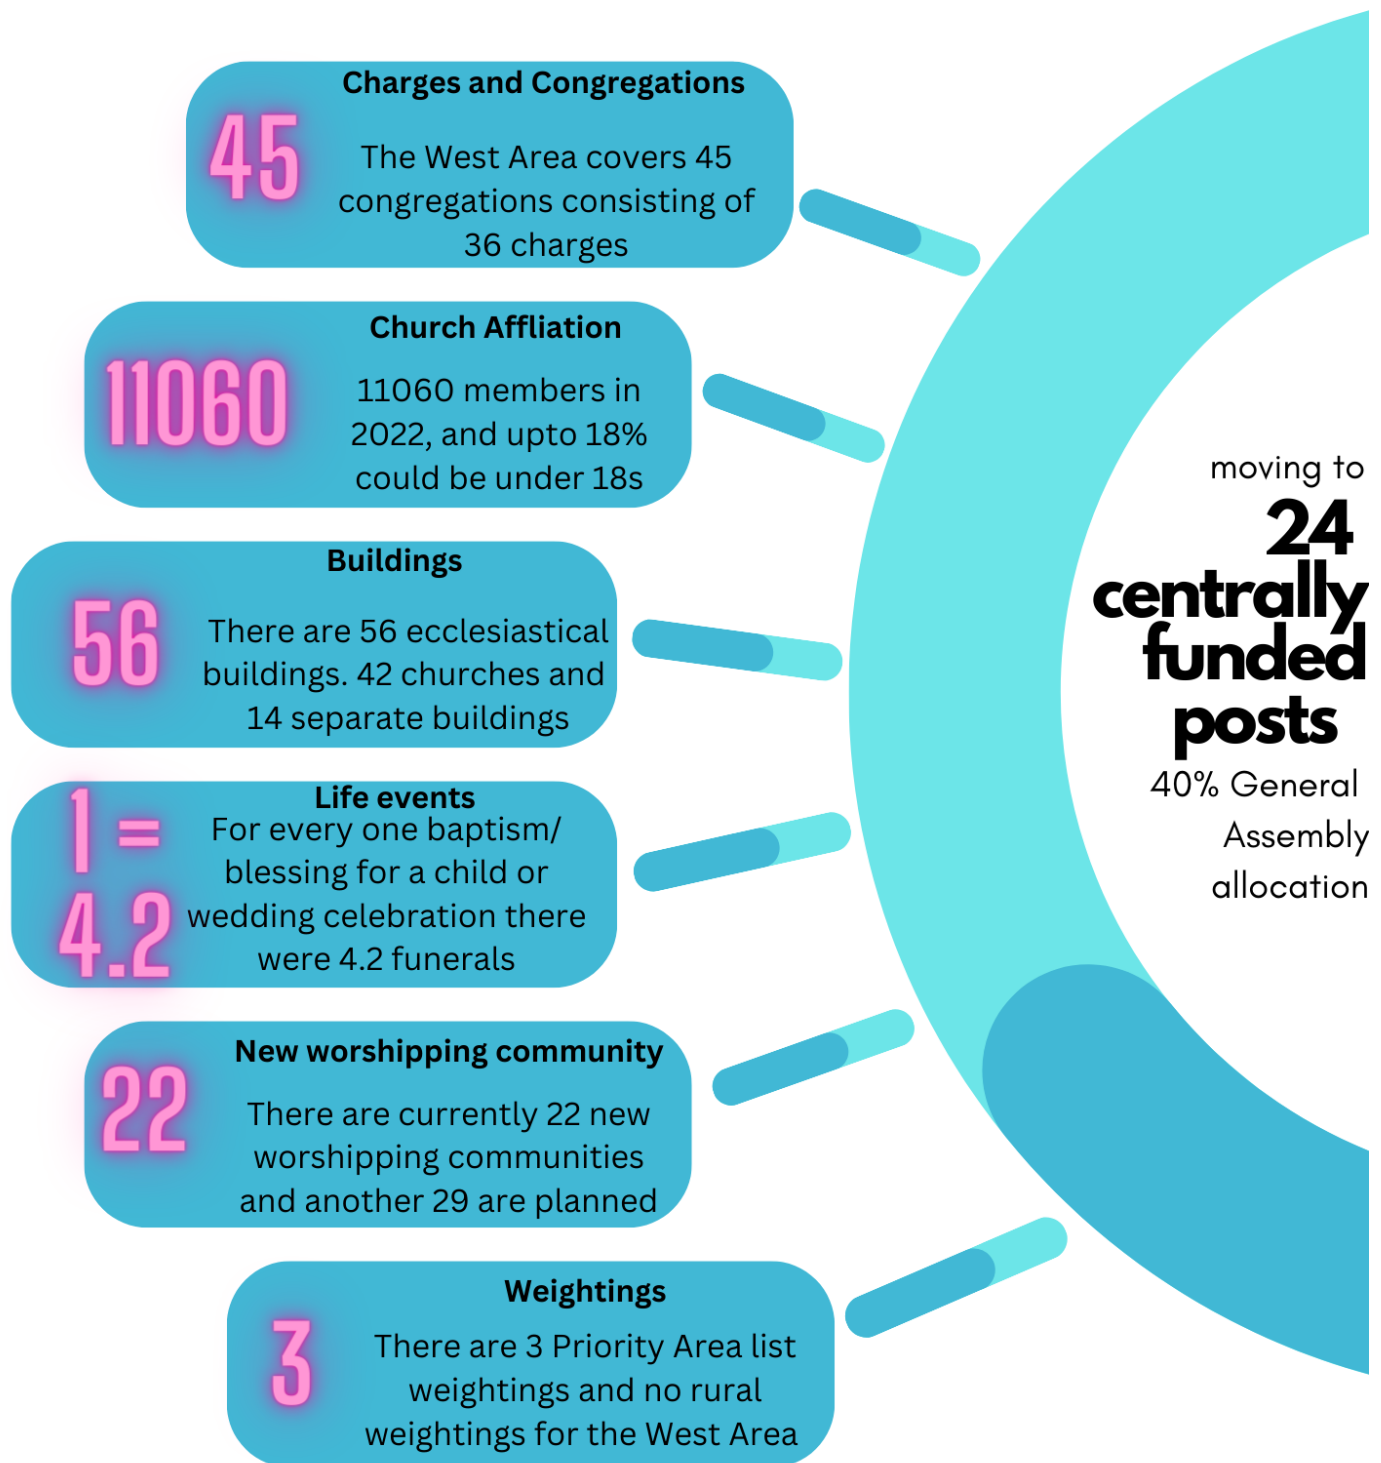 Charges and Congregations
45
The West Area covers 45
congregations consisting of
36 charges
Church Affliation
11060
11060 members in
2022, and upto 18%
could be under 18s
Buildings
56
There are 56 ecclesiastical
buildings. 42 churches and
14 separate buildings
Life events
1 =
4.2
For every one baptism/
blessing for a child or
wedding celebration there
were 4.2 funerals
New worshipping community
22
There are currently 22 new
worshipping communities
and another 29 are planned
Weightings
3
There are 3 Priority Area list
weightings and no rural
weightings for the West Area
moving to
24
centrally
funded
posts
40% General
Assembly
allocation